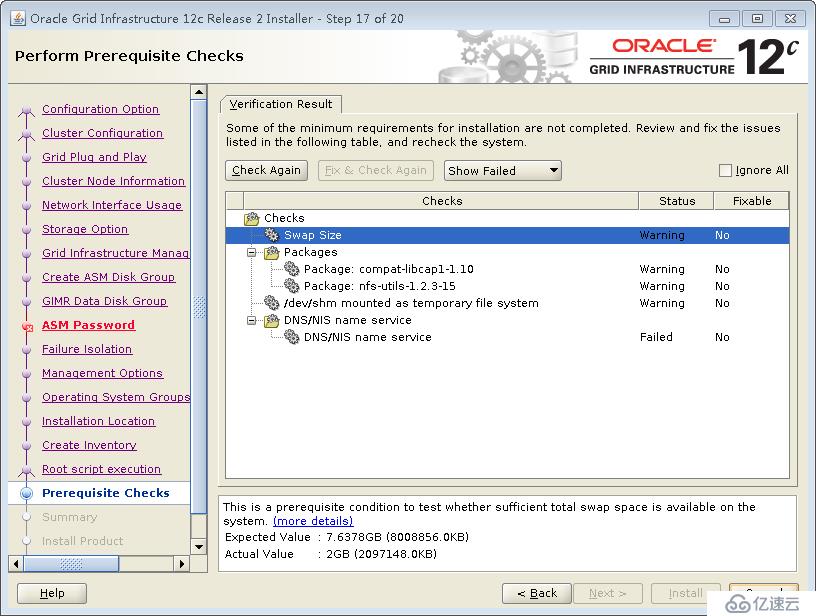 Oracle Grid Infrastructure 12c Release 2 Installer - Step 17 of 20
Perform Prerequisite Checks
ORACLE
GRID INFRASTRUCTURE
12c
Configuration Option
Cluster Configuration
Grid Plug and Play
Cluster Node Information
Network Interface Usage
Storage Option
Grid Infrastructure Manag
Create ASM Disk Group
GIMR Data Disk Group
ASM Password
Failure Isolation
Management Options
Operating System Groups
Installation Location
Create Inventory
Root script execution
Prerequisite Checks
Summary
Install Product
Verification Result
Some of the minimum requirements for installation are not completed. Review and fix the issues
listed in the following table, and recheck the system.
Check Again Fix & Check Again Show Failed Ignore All
Checks Status Fixable
Checks
Swap Size Warning No
Packages
Package: compat-libcap1-1.10 Warning No
Package: nfs-utils-1.2.3-15 Warning No
/dev/shm mounted as temporary file system Warning No
DNS/NIS name service
DNS/NIS name service Failed No
This is a prerequisite condition to test whether sufficient total swap space is available on the
system. (more details)
Expected Value : 7.6378GB (8008856.0KB)
Actual Value : 2GB (2097148.0KB)
Help < Back Next > Install
亿速云